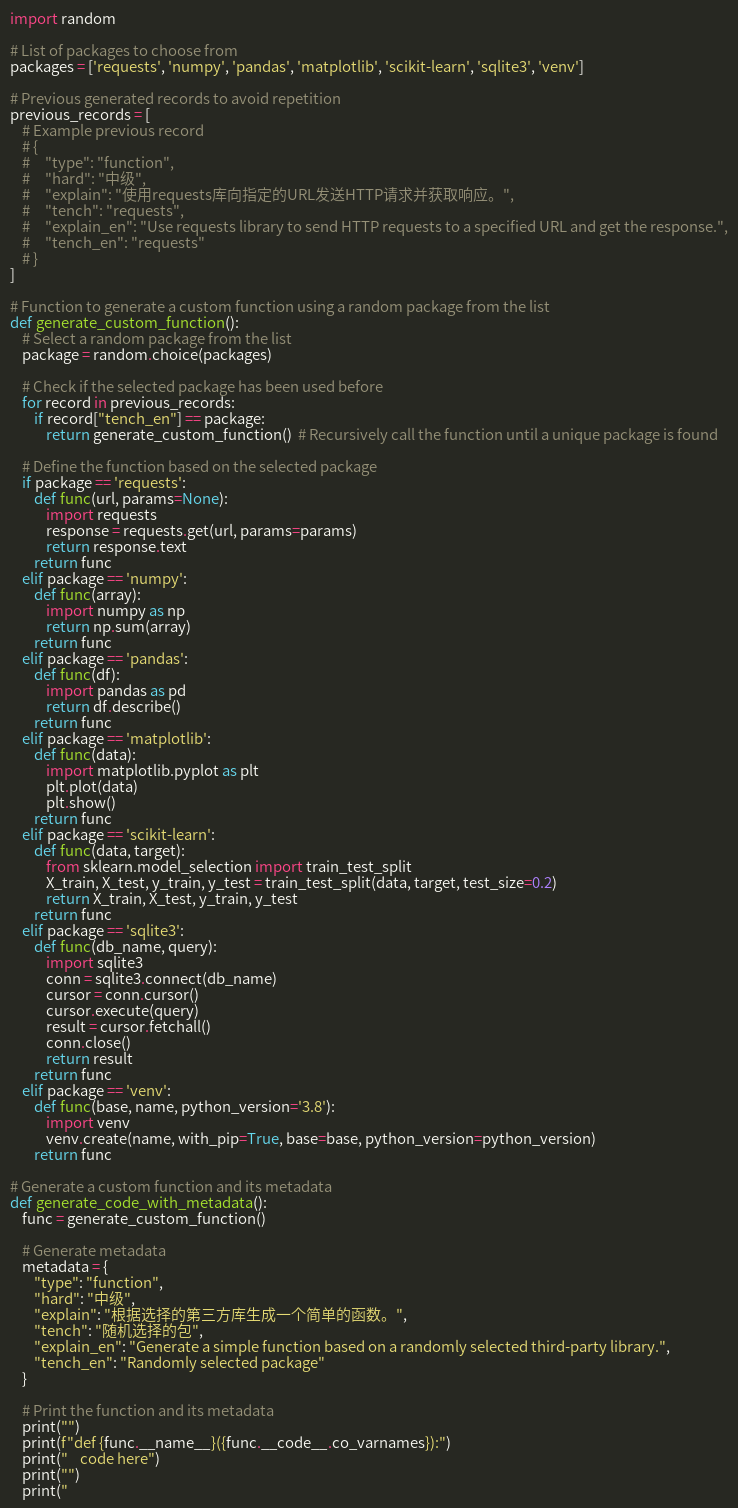 import random

# List of packages to choose from
packages = ['requests', 'numpy', 'pandas', 'matplotlib', 'scikit-learn', 'sqlite3', 'venv']

# Previous generated records to avoid repetition
previous_records = [
    # Example previous record
    # {
    #     "type": "function",
    #     "hard": "中级",
    #     "explain": "使用requests库向指定的URL发送HTTP请求并获取响应。",
    #     "tench": "requests",
    #     "explain_en": "Use requests library to send HTTP requests to a specified URL and get the response.",
    #     "tench_en": "requests"
    # }
]

# Function to generate a custom function using a random package from the list
def generate_custom_function():
    # Select a random package from the list
    package = random.choice(packages)

    # Check if the selected package has been used before
    for record in previous_records:
        if record["tench_en"] == package:
            return generate_custom_function()  # Recursively call the function until a unique package is found

    # Define the function based on the selected package
    if package == 'requests':
        def func(url, params=None):
            import requests
            response = requests.get(url, params=params)
            return response.text
        return func
    elif package == 'numpy':
        def func(array):
            import numpy as np
            return np.sum(array)
        return func
    elif package == 'pandas':
        def func(df):
            import pandas as pd
            return df.describe()
        return func
    elif package == 'matplotlib':
        def func(data):
            import matplotlib.pyplot as plt
            plt.plot(data)
            plt.show()
        return func
    elif package == 'scikit-learn':
        def func(data, target):
            from sklearn.model_selection import train_test_split
            X_train, X_test, y_train, y_test = train_test_split(data, target, test_size=0.2)
            return X_train, X_test, y_train, y_test
        return func
    elif package == 'sqlite3':
        def func(db_name, query):
            import sqlite3
            conn = sqlite3.connect(db_name)
            cursor = conn.cursor()
            cursor.execute(query)
            result = cursor.fetchall()
            conn.close()
            return result
        return func
    elif package == 'venv':
        def func(base, name, python_version='3.8'):
            import venv
            venv.create(name, with_pip=True, base=base, python_version=python_version)
        return func

# Generate a custom function and its metadata
def generate_code_with_metadata():
    func = generate_custom_function()

    # Generate metadata
    metadata = {
        "type": "function",
        "hard": "中级",
        "explain": "根据选择的第三方库生成一个简单的函数。",
        "tench": "随机选择的包",
        "explain_en": "Generate a simple function based on a randomly selected third-party library.",
        "tench_en": "Randomly selected package"
    }

    # Print the function and its metadata
    print("")
    print(f"def {func.__name__}({func.__code__.co_varnames}):")
    print("    code here")
    print("")
    print("